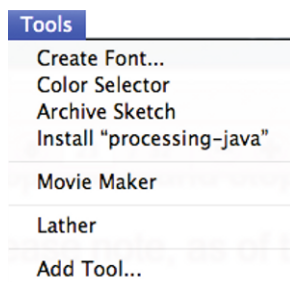 Tools
Create Font...
Color Selector
Archive Sketch
Install “processing-java”
Movie Maker
Lather
Add Tool...